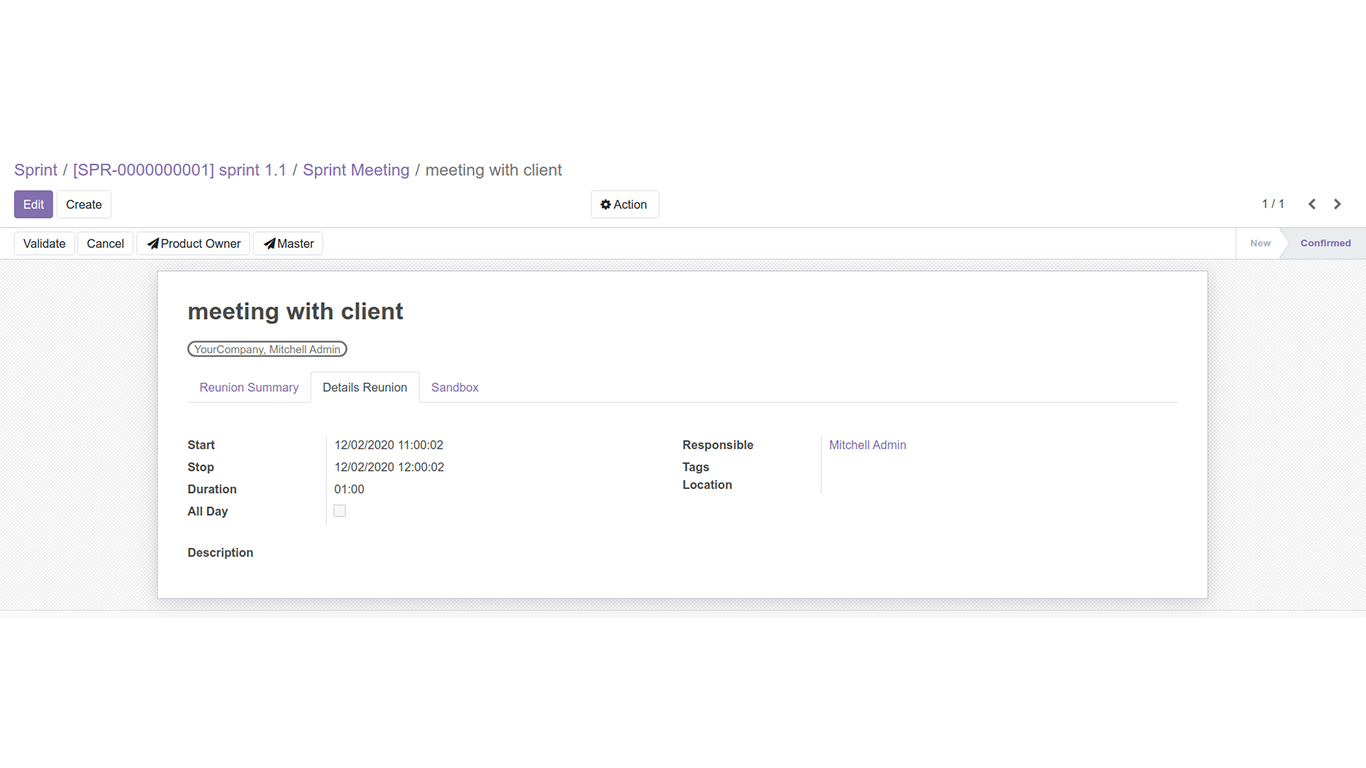 Sprint / [SPR-0000000001] sprint 1.1 / Sprint Meeting / meeting with client
Edit Create Action 1 / 1
Validate Cancel Product Owner Master New Confirmed
meeting with client
YourCompany, Mitchell Admin
Reunion Summary Details Reunion Sandbox
Start 12/02/2020 11:00:02 Responsible Mitchell Admin
Stop 12/02/2020 12:00:02 Tags
Duration 01:00 Location
All Day
Description